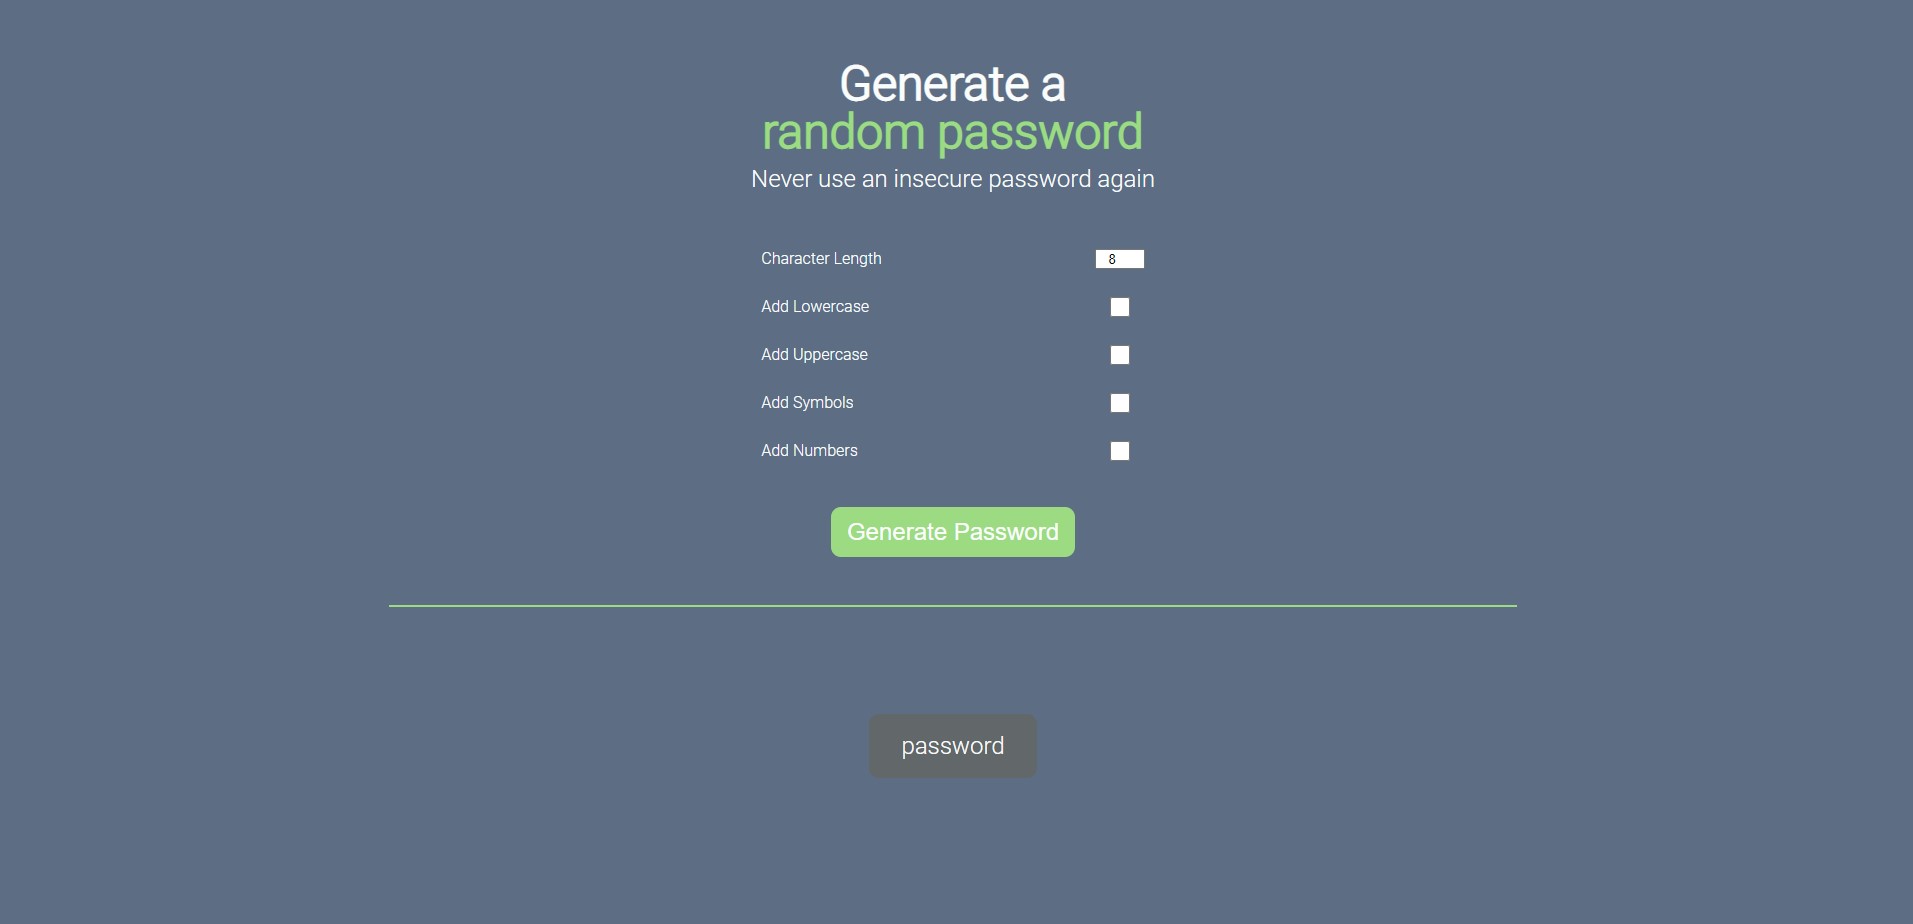 Generate a
random password
Never use an insecure password again
Character Length 8
Add Lowercase
Add Uppercase
Add Symbols
Add Numbers
Generate Password
password